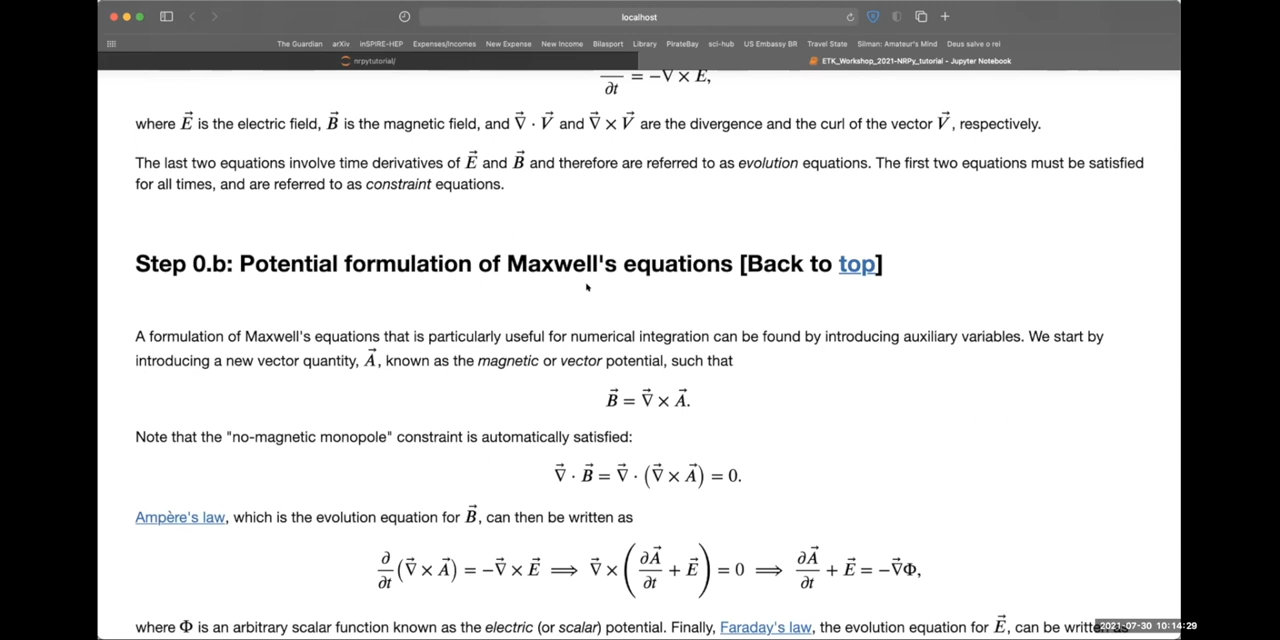 localhost
The Guardian arXiv inSPIRE-HEP Expenses/Incomes New Expense New Income Bilasport Library PirateBay sci-hub US Embassy BR Travel State Silman: Amateur's Mind Deus salve o rei
nrpytutorial/ ETK_Workshop_2021-NRPy_tutorial - Jupyter Notebook
∂t = −∇ × E,
where E⃗ is the electric field, B⃗ is the magnetic field, and ∇⃗ · V⃗ and ∇⃗ × V⃗ are the divergence and the curl of the vector V⃗, respectively.
The last two equations involve time derivatives of E⃗ and B⃗ and therefore are referred to as evolution equations. The first two equations must be satisfied
for all times, and are referred to as constraint equations.
Step 0.b: Potential formulation of Maxwell's equations [Back to top]
A formulation of Maxwell's equations that is particularly useful for numerical integration can be found by introducing auxiliary variables. We start by
introducing a new vector quantity, A⃗, known as the magnetic or vector potential, such that
B⃗ = ∇⃗ × A⃗.
Note that the "no-magnetic monopole" constraint is automatically satisfied:
∇⃗ · B⃗ = ∇⃗ · (∇⃗ × A⃗) = 0.
Ampère's law, which is the evolution equation for B⃗, can then be written as
∂/∂t (∇⃗ × A⃗) = −∇⃗ × E⃗ ⟹ ∇⃗ × (∂A⃗/∂t + E⃗) = 0 ⟹ ∂A⃗/∂t + E⃗ = −∇⃗Φ,
where Φ is an arbitrary scalar function known as the electric (or scalar) potential. Finally, Faraday's law, the evolution equation for E⃗, can be written as
2021-07-30 10:14:29